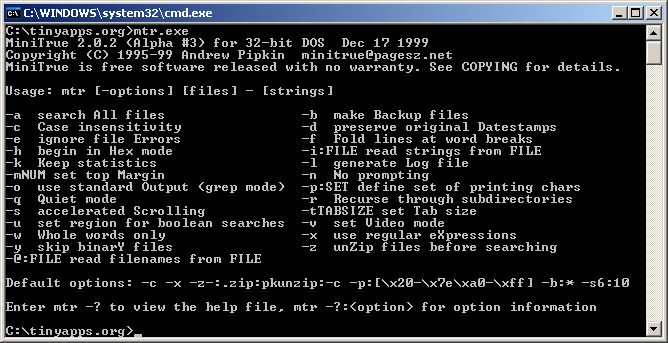 C:\WINDOWS\system32\cmd.exe
C:\tinyapps.org>mtr.exe
MiniTrue 2.0.2 (Alpha #3) for 32-bit DOS  Dec 17 1999
Copyright (C) 1995-99 Andrew Pipkin  minitrue@pagesz.net
MiniTrue is free software released with no warranty. See COPYING for details.
Usage: mtr [-options] [files] - [strings]
-a  search All files  -b  make Backup files
-c  Case insensitivity  -d  preserve original Datestamps
-e  ignore file Errors  -f  Fold lines at word breaks
-h  begin in Hex mode  -i:FILE read strings from FILE
-k  Keep statistics  -l  generate Log file
-mNUM set top Margin  -n  No prompting
-o  use standard Output (grep mode)  -p:SET define set of printing chars
-q  Quiet mode  -r  Recurse through subdirectories
-s  accelerated Scrolling  -tTABSIZE set Tab size
-u  set region for boolean searches  -v  set Video mode
-w  Whole words only  -x  use regular eXpressions
-y  skip binarY files  -z  unZip files before searching
-@:FILE read filenames from FILE
Default options: -c -x -z-:.zip:pkunzip:-c -p:[\x20-\x7e\xa0-\xff] -b:* -s6:10
Enter mtr -? to view the help file, mtr -?:<option> for option information
C:\tinyapps.org>_